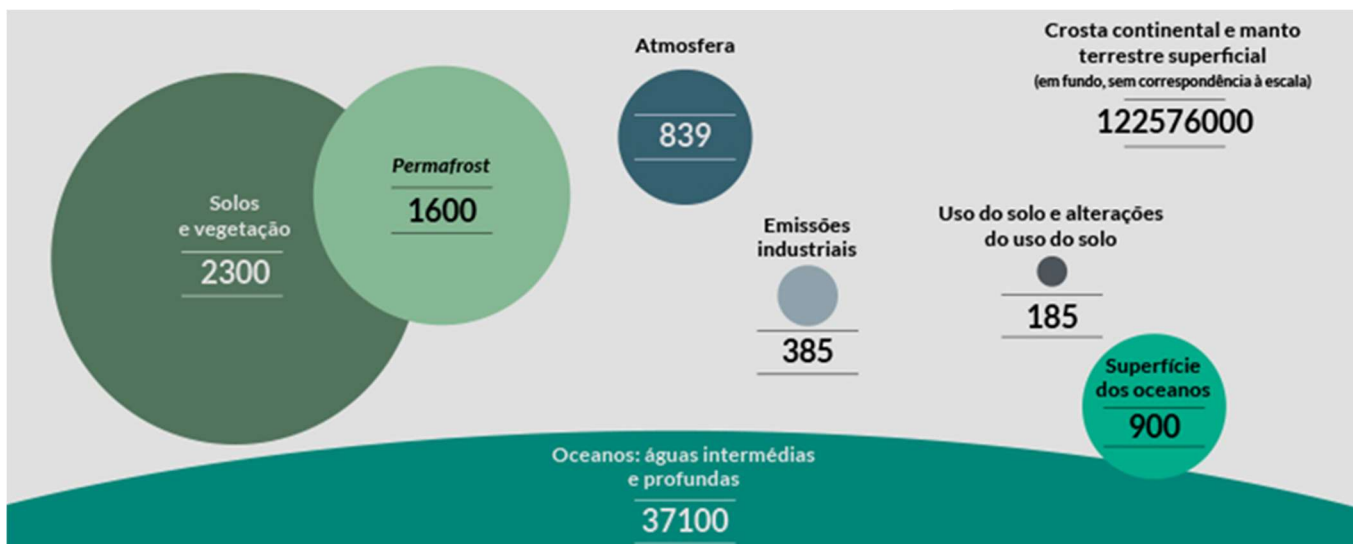 Atmosfera
839
Crosta continental e manto
terrestre superficial
(em fundo, sem correspondência à escala)
122576000
Permafrost
1600
Solos
e vegetação
2300
Emissões
industriais
385
Uso do solo e alterações
do uso do solo
185
Superfície
dos oceanos
900
Oceanos: águas intermédias
e profundas
37100